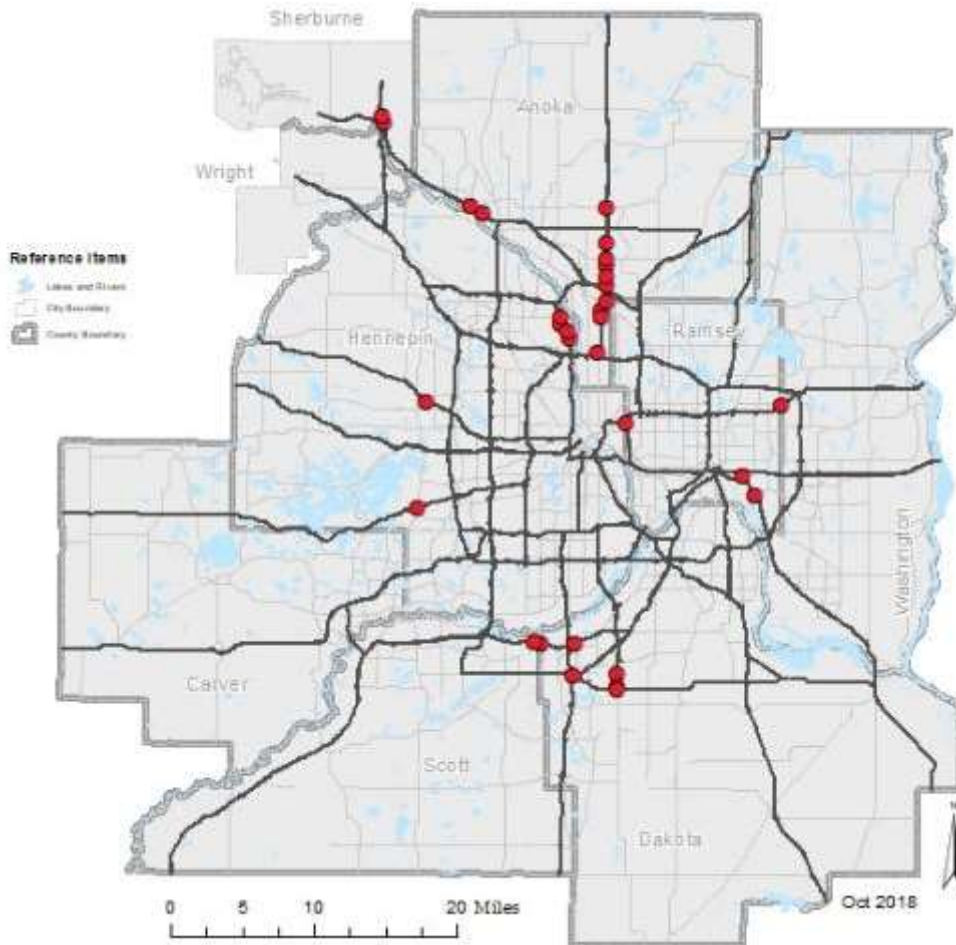 Sherburne
Anoka
Wright
Reference Items
Lakes and Rivers
City Boundary
County Boundary
Hennepin
Ramsey
Washington
Carver
Scott
Dakota
N
Oct 2018
0 5 10 20 Miles